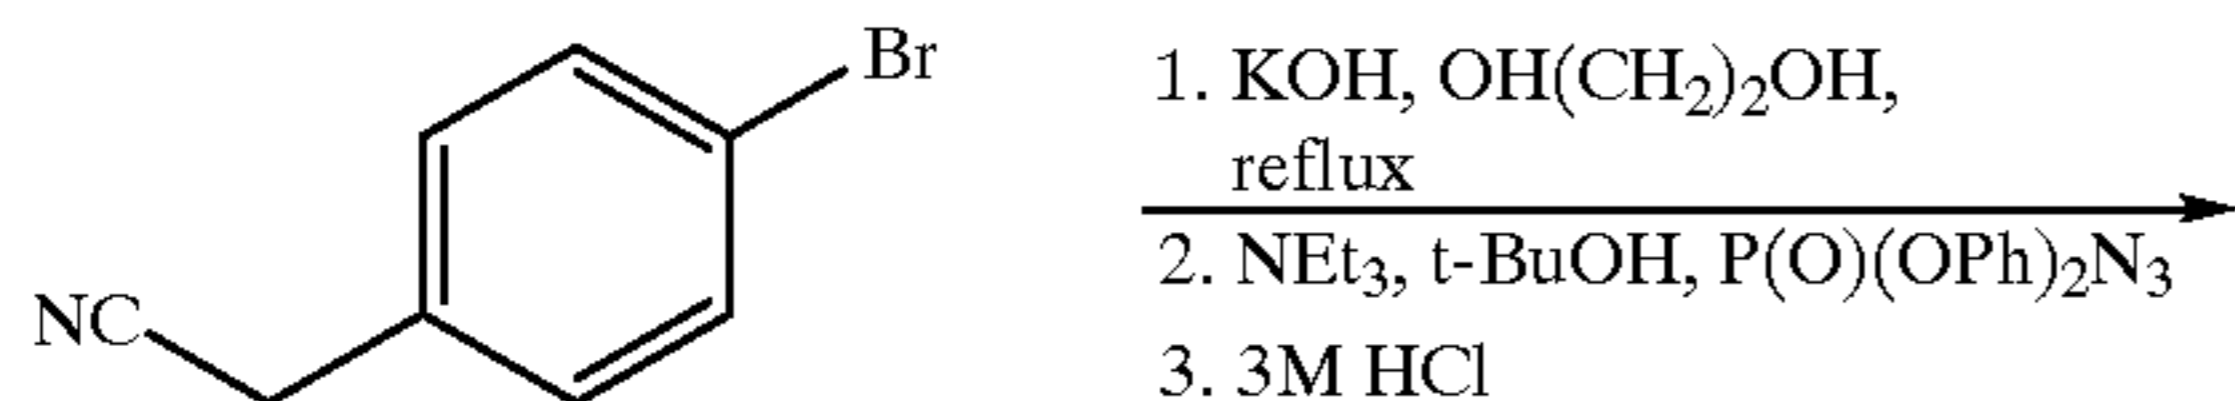 Br
NC
1. KOH, OH(CH₂)₂OH,
reflux
2. NEt₃, t-BuOH, P(O)(OPh)₂N₃
3. 3M HCl